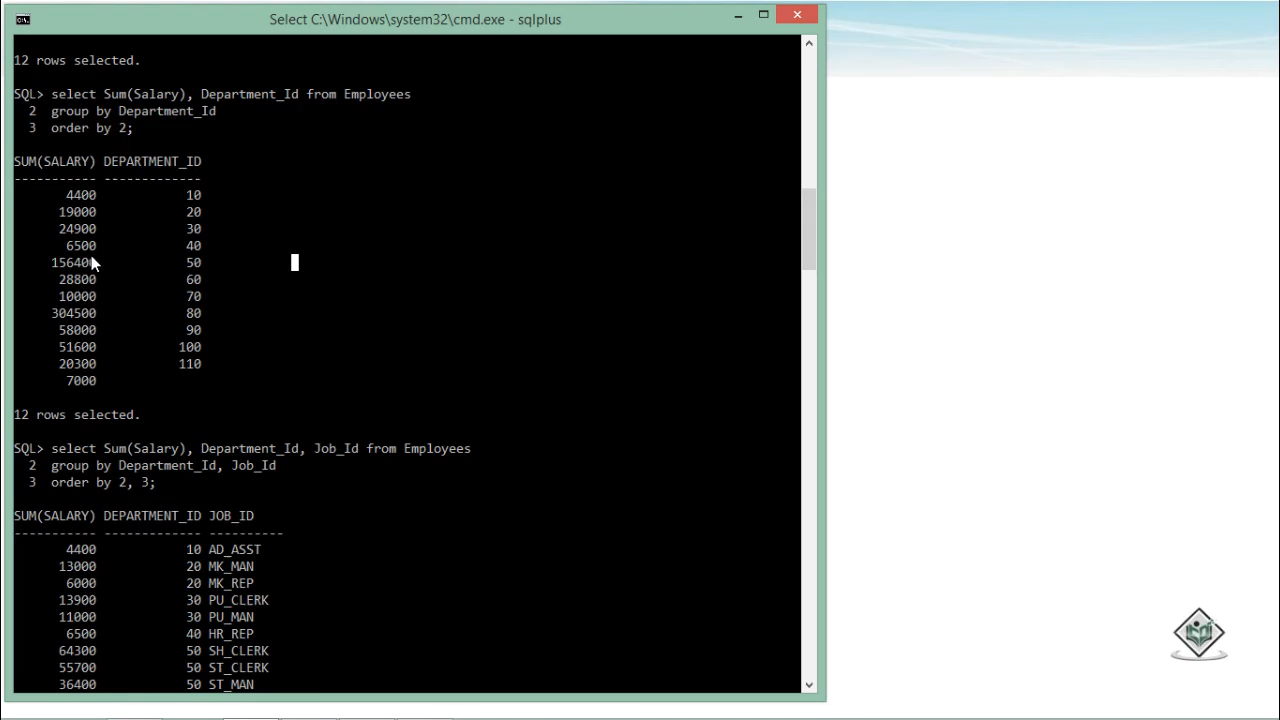 Select C:\Windows\system32\cmd.exe - sqlplus
12 rows selected.
SQL> select Sum(Salary), Department_Id from Employees
2 group by Department_Id
3 order by 2;
SUM(SALARY) DEPARTMENT_ID
----------- -------------
4400 10
19000 20
24900 30
6500 40
156400 50
28800 60
10000 70
304500 80
58000 90
51600 100
20300 110
7000
12 rows selected.
SQL> select Sum(Salary), Department_Id, Job_Id from Employees
2 group by Department_Id, Job_Id
3 order by 2, 3;
SUM(SALARY) DEPARTMENT_ID JOB_ID
----------- ------------- ----------
4400 10 AD_ASST
13000 20 MK_MAN
6000 20 MK_REP
13900 30 PU_CLERK
11000 30 PU_MAN
6500 40 HR_REP
64300 50 SH_CLERK
55700 50 ST_CLERK
36400 50 ST_MAN